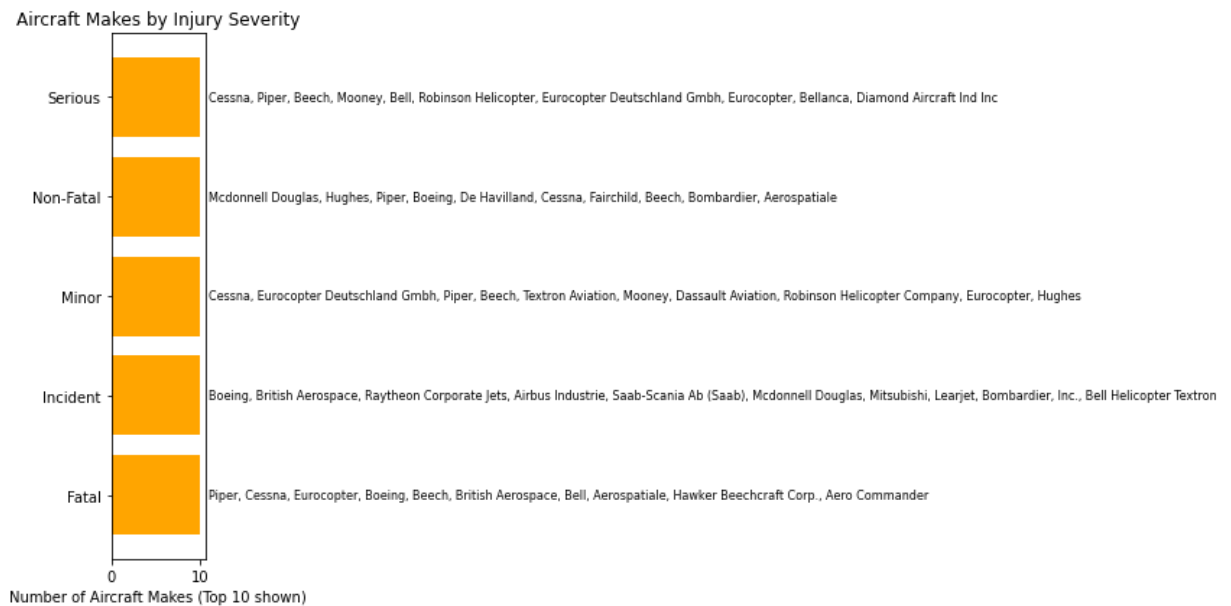 Aircraft Makes by Injury Severity
Serious
Cessna, Piper, Beech, Mooney, Bell, Robinson Helicopter, Eurocopter Deutschland Gmbh, Eurocopter, Bellanca, Diamond Aircraft Ind Inc
Non-Fatal
Mcdonnell Douglas, Hughes, Piper, Boeing, De Havilland, Cessna, Fairchild, Beech, Bombardier, Aerospatiale
Minor
Cessna, Eurocopter Deutschland Gmbh, Piper, Beech, Textron Aviation, Mooney, Dassault Aviation, Robinson Helicopter Company, Eurocopter, Hughes
Incident
Boeing, British Aerospace, Raytheon Corporate Jets, Airbus Industrie, Saab-Scania Ab (Saab), Mcdonnell Douglas, Mitsubishi, Learjet, Bombardier, Inc., Bell Helicopter Textron
Fatal
Piper, Cessna, Eurocopter, Boeing, Beech, British Aerospace, Bell, Aerospatiale, Hawker Beechcraft Corp., Aero Commander
0 10
Number of Aircraft Makes (Top 10 shown)